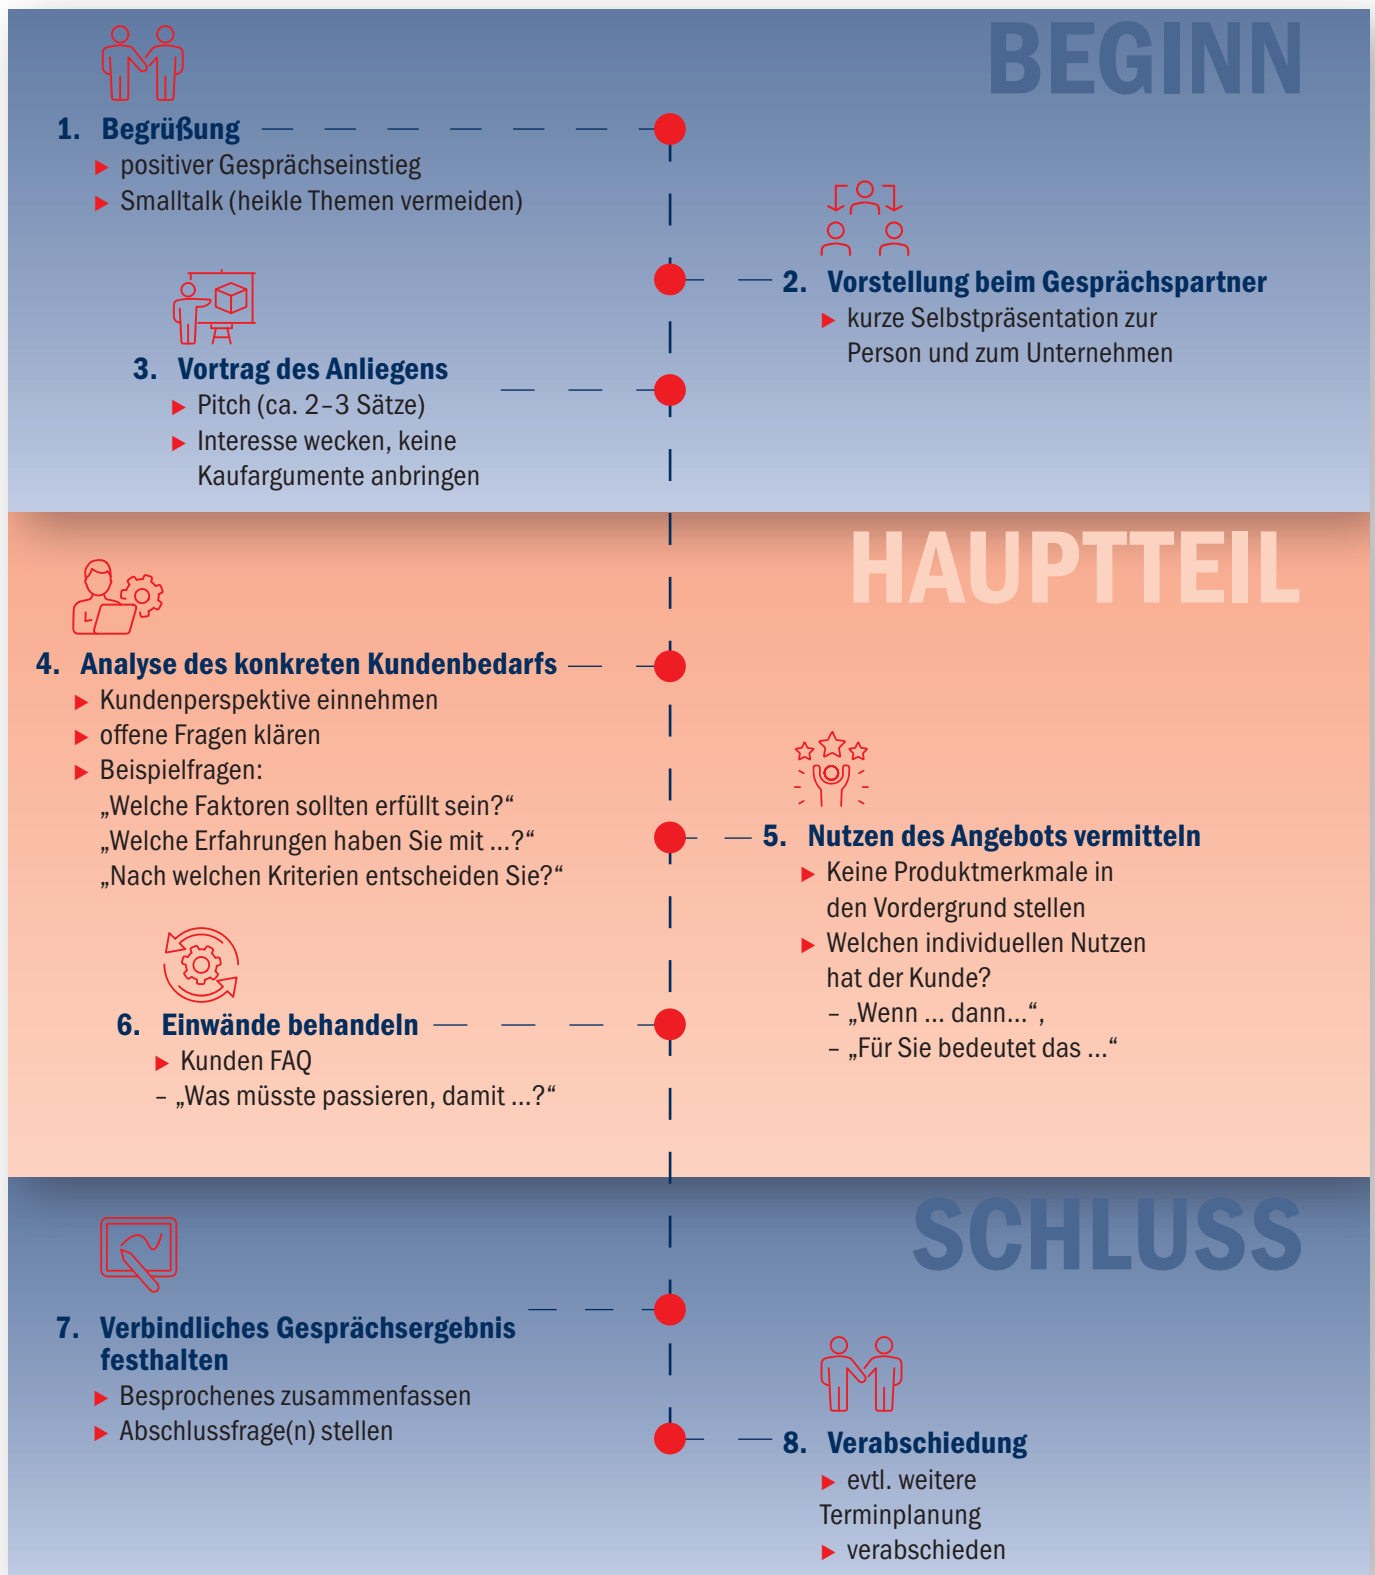 BEGINN
1. Begrüßung
▶ positiver Gesprächseinstieg
▶ Smalltalk (heikle Themen vermeiden)
2. Vorstellung beim Gesprächspartner
▶ kurze Selbstpräsentation zur
Person und zum Unternehmen
3. Vortrag des Anliegens
▶ Pitch (ca. 2–3 Sätze)
▶ Interesse wecken, keine
Kaufargumente anbringen
HAUPTTEIL
4. Analyse des konkreten Kundenbedarfs
▶ Kundenperspektive einnehmen
▶ offene Fragen klären
▶ Beispielfragen:
„Welche Faktoren sollten erfüllt sein?“
„Welche Erfahrungen haben Sie mit ...?“
„Nach welchen Kriterien entscheiden Sie?“
5. Nutzen des Angebots vermitteln
▶ Keine Produktmerkmale in
den Vordergrund stellen
▶ Welchen individuellen Nutzen
hat der Kunde?
– „Wenn ... dann...“,
– „Für Sie bedeutet das ...“
6. Einwände behandeln
▶ Kunden FAQ
– „Was müsste passieren, damit ...?“
SCHLUSS
7. Verbindliches Gesprächsergebnis
festhalten
▶ Besprochenes zusammenfassen
▶ Abschlussfrage(n) stellen
8. Verabschiedung
▶ evtl. weitere
Terminplanung
▶ verabschieden